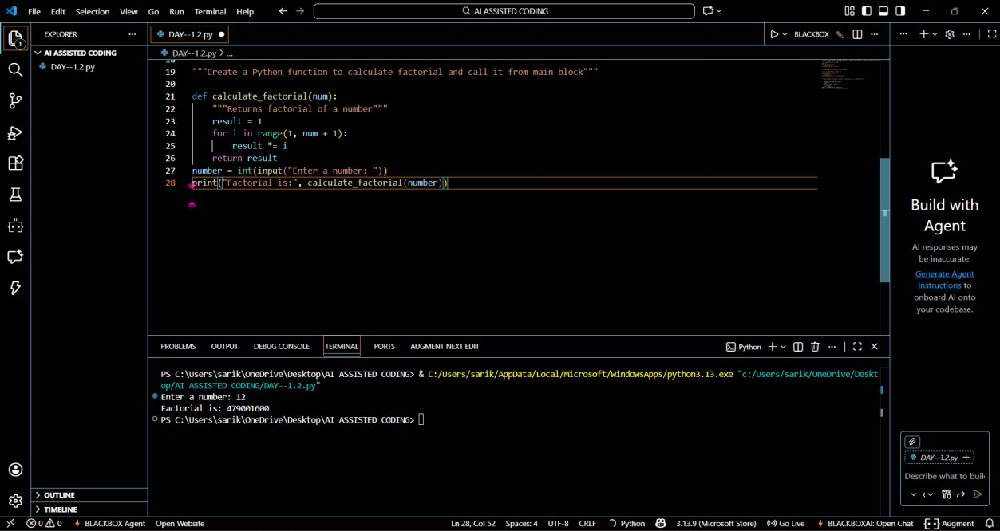 File Edit Selection View Go Run Terminal Help
AI ASSISTED CODING
EXPLORER
1
AI ASSISTED CODING
DAY--1.2.py
OUTLINE
TIMELINE
DAY--1.2.py
BLACKBOX
DAY--1.2.py > ...
18
19 """Create a Python function to calculate factorial and call it from main block"""
20
21 def calculate_factorial(num):
22 """Returns factorial of a number"""
23 result = 1
24 for i in range(1, num + 1):
25 result *= i
26 return result
27 number = int(input("Enter a number: "))
28 print("Factorial is:", calculate_factorial(number))
PROBLEMS OUTPUT DEBUG CONSOLE TERMINAL PORTS AUGMENT NEXT EDIT
Python
PS C:\Users\sarik\OneDrive\Desktop\AI ASSISTED CODING> & C:/Users/sarik/AppData/Local/Microsoft/WindowsApps/python3.13.exe "c:/Users/sarik/OneDrive/Deskt
op/AI ASSISTED CODING/DAY--1.2.py"
Enter a number: 12
Factorial is: 479001600
PS C:\Users\sarik\OneDrive\Desktop\AI ASSISTED CODING>
Build with
Agent
AI responses may
be inaccurate.
Generate Agent
Instructions to
onboard AI onto
your codebase.
DAY--1.2.py
Describe what to buil
0 0 BLACKBOX Agent Open Website Ln 28, Col 52 Spaces: 4 UTF-8 CRLF Python 3.13.9 (Microsoft Store) Go Live BLACKBOXAI: Open Chat Augment